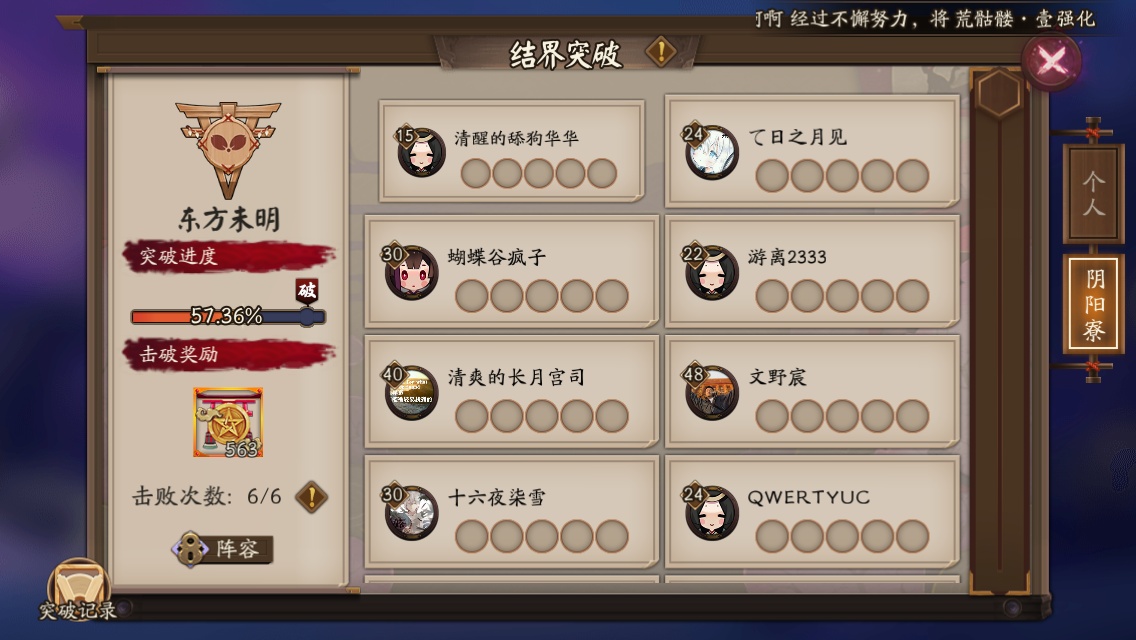 阿啊 经过不懈努力，将 荒骷髅·壹强化
结界突破
东方未明
突破进度
破
57.36%
击破奖励
563
击败次数: 6/6
阵容
突破记录
15 清醒的舔狗华华
24 て日之月见
30 蝴蝶谷疯子
22 游离2333
40 清爽的长月宫司
48 文野宸
30 十六夜柒雪
24 QWERTYUC
个人
阴阳寮